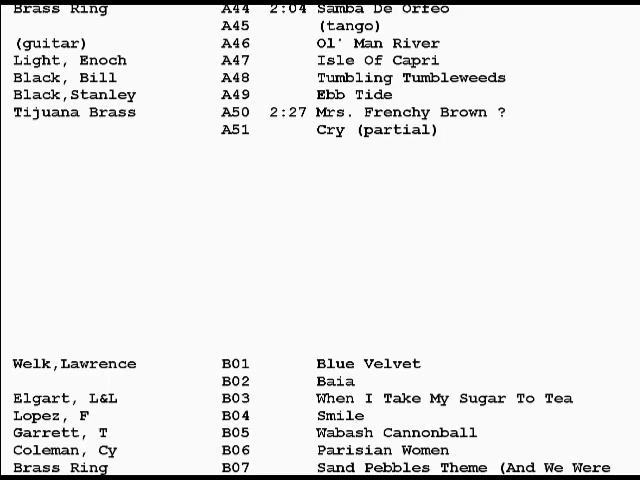 Brass Ring A44 2:04 Samba De Orfeo
A45 (tango)
(guitar) A46 Ol' Man River
Light, Enoch A47 Isle Of Capri
Black, Bill A48 Tumbling Tumbleweeds
Black,Stanley A49 Ebb Tide
Tijuana Brass A50 2:27 Mrs. Frenchy Brown ?
A51 Cry (partial)
Welk,Lawrence B01 Blue Velvet
B02 Baia
Elgart, L&L B03 When I Take My Sugar To Tea
Lopez, F B04 Smile
Garrett, T B05 Wabash Cannonball
Coleman, Cy B06 Parisian Women
Brass Ring B07 Sand Pebbles Theme (And We Were